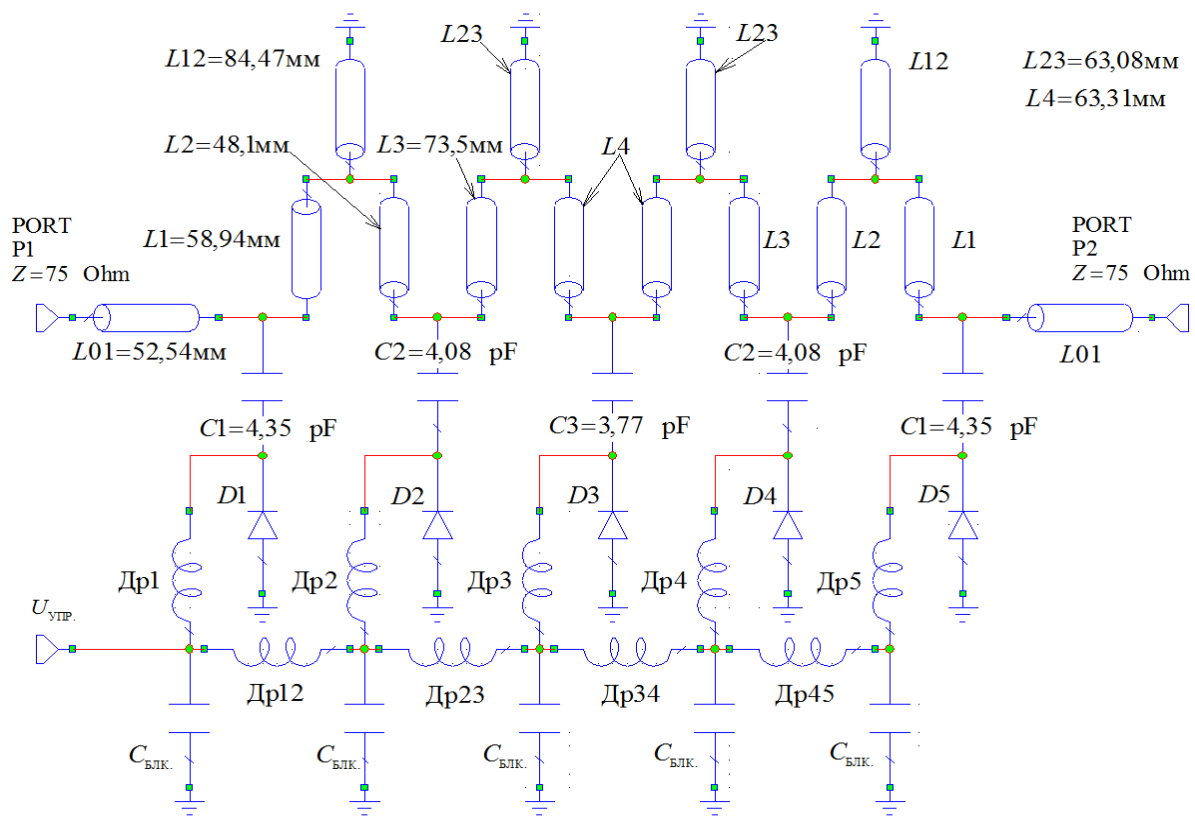 L12=84,47мм
L23
L23
L12
L23=63,08мм
L4=63,31мм
L2=48,1мм
L3=73,5мм
L4
PORT
P1
Z=75 Ohm
L1=58,94мм
L3
L2
L1
PORT
P2
Z=75 Ohm
L01=52,54мм
C2=4,08 pF
C2=4,08 pF
L01
C1=4,35 pF
C3=3,77 pF
C1=4,35 pF
D1
D2
D3
D4
D5
Др1
Др2
Др3
Др4
Др5
Uупр.
Др12
Др23
Др34
Др45
Cблк.
Cблк.
Cблк.
Cблк.
Cблк.